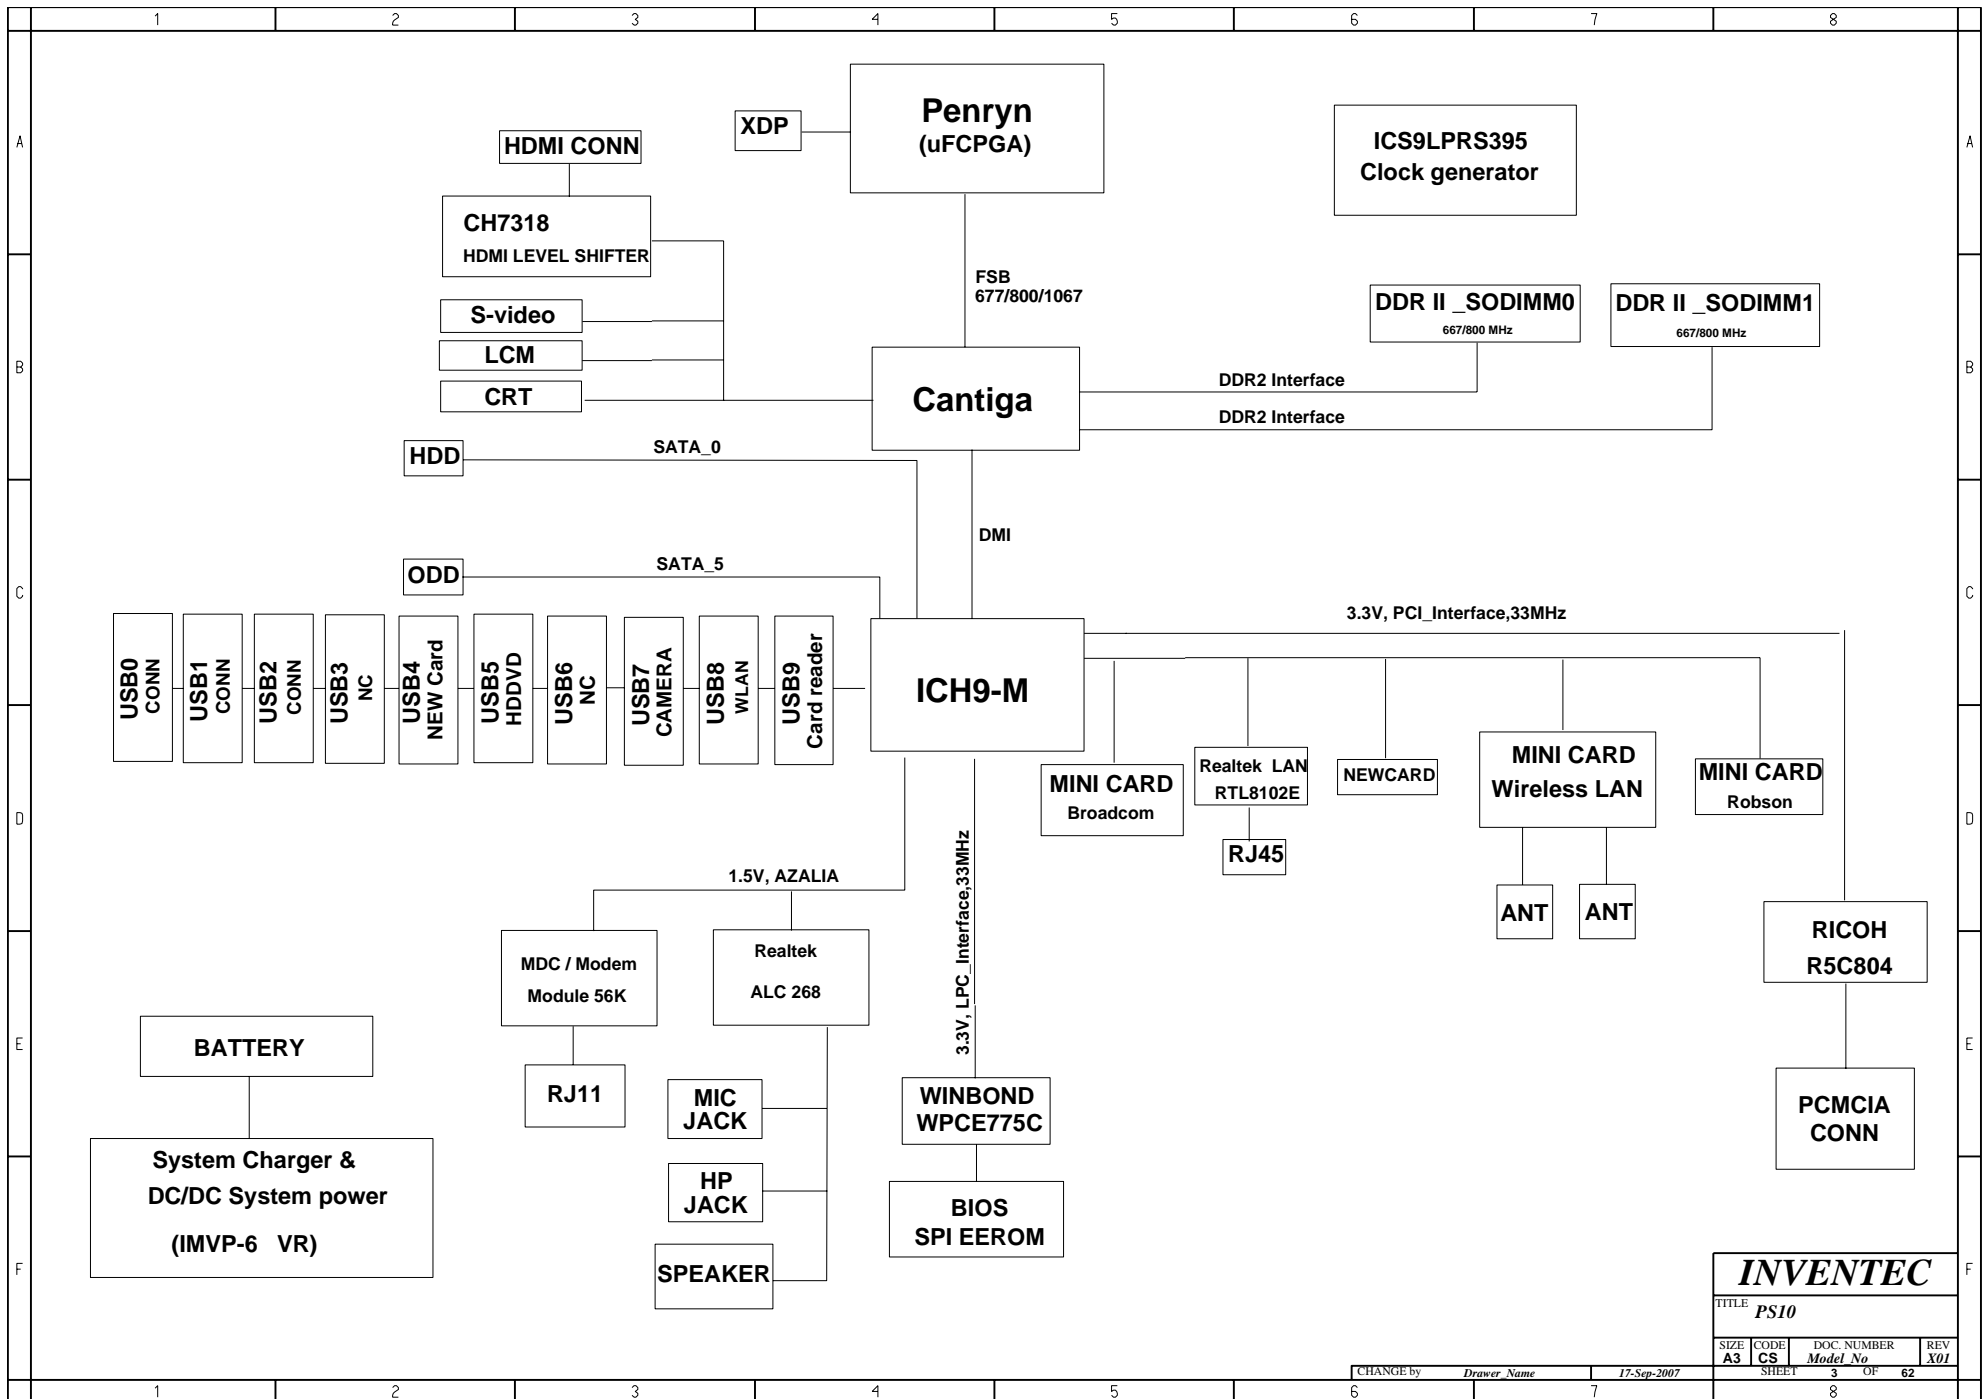 1 2 3 4 5 6 7 8
A A
B B
C C
D D
E E
F F
Penryn
(uFCPGA)
XDP
ICS9LPRS395
Clock generator
HDMI CONN
CH7318
HDMI LEVEL SHIFTER
FSB
677/800/1067
S-video
LCM
CRT
Cantiga
DDR II _SODIMM0
667/800 MHz
DDR II _SODIMM1
667/800 MHz
DDR2 Interface
DDR2 Interface
HDD
SATA_0
DMI
ODD
SATA_5
USB0
CONN
USB1
CONN
USB2
CONN
USB3
NC
USB4
NEW Card
USB5
HDDVD
USB6
NC
USB7
CAMERA
USB8
WLAN
USB9
Card reader
ICH9-M
3.3V, PCI_Interface,33MHz
MINI CARD
Broadcom
Realtek LAN
RTL8102E
RJ45
NEWCARD
MINI CARD
Wireless LAN
ANT
ANT
MINI CARD
Robson
RICOH
R5C804
PCMCIA
CONN
1.5V, AZALIA
3.3V, LPC_Interface,33MHz
MDC / Modem
Module 56K
RJ11
Realtek
ALC 268
MIC
JACK
HP
JACK
SPEAKER
WINBOND
WPCE775C
BIOS
SPI EEROM
BATTERY
System Charger &
DC/DC System power
(IMVP-6 VR)
INVENTEC
TITLE PS10
SIZE CODE DOC. NUMBER REV
A3 CS Model_No X01
CHANGE by Drawer_Name 17-Sep-2007 SHEET 3 OF 62
1 2 3 4 5 6 7 8